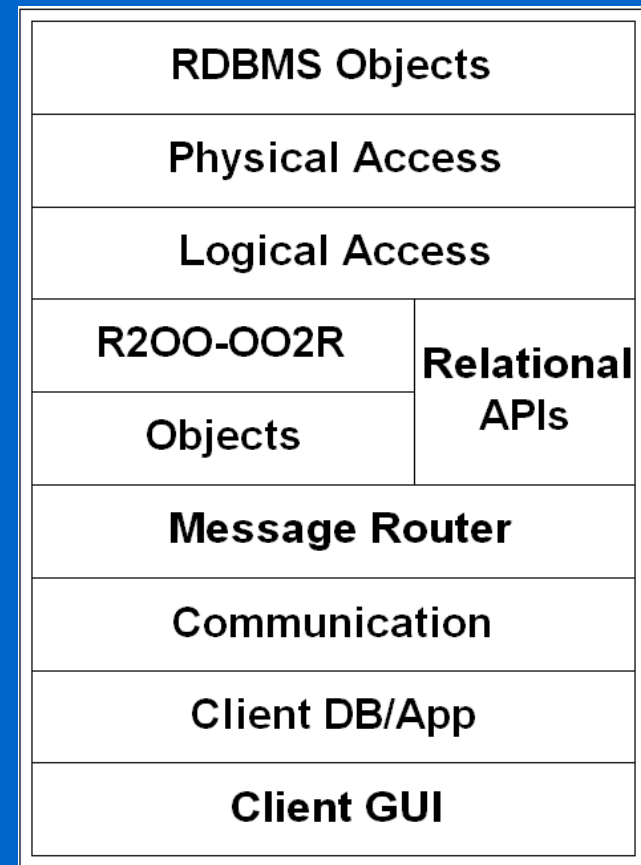 RDBMS Objects
Physical Access
Logical Access
R2OO-OO2R
Objects
Relational
APIs
Message Router
Communication
Client DB/App
Client GUI